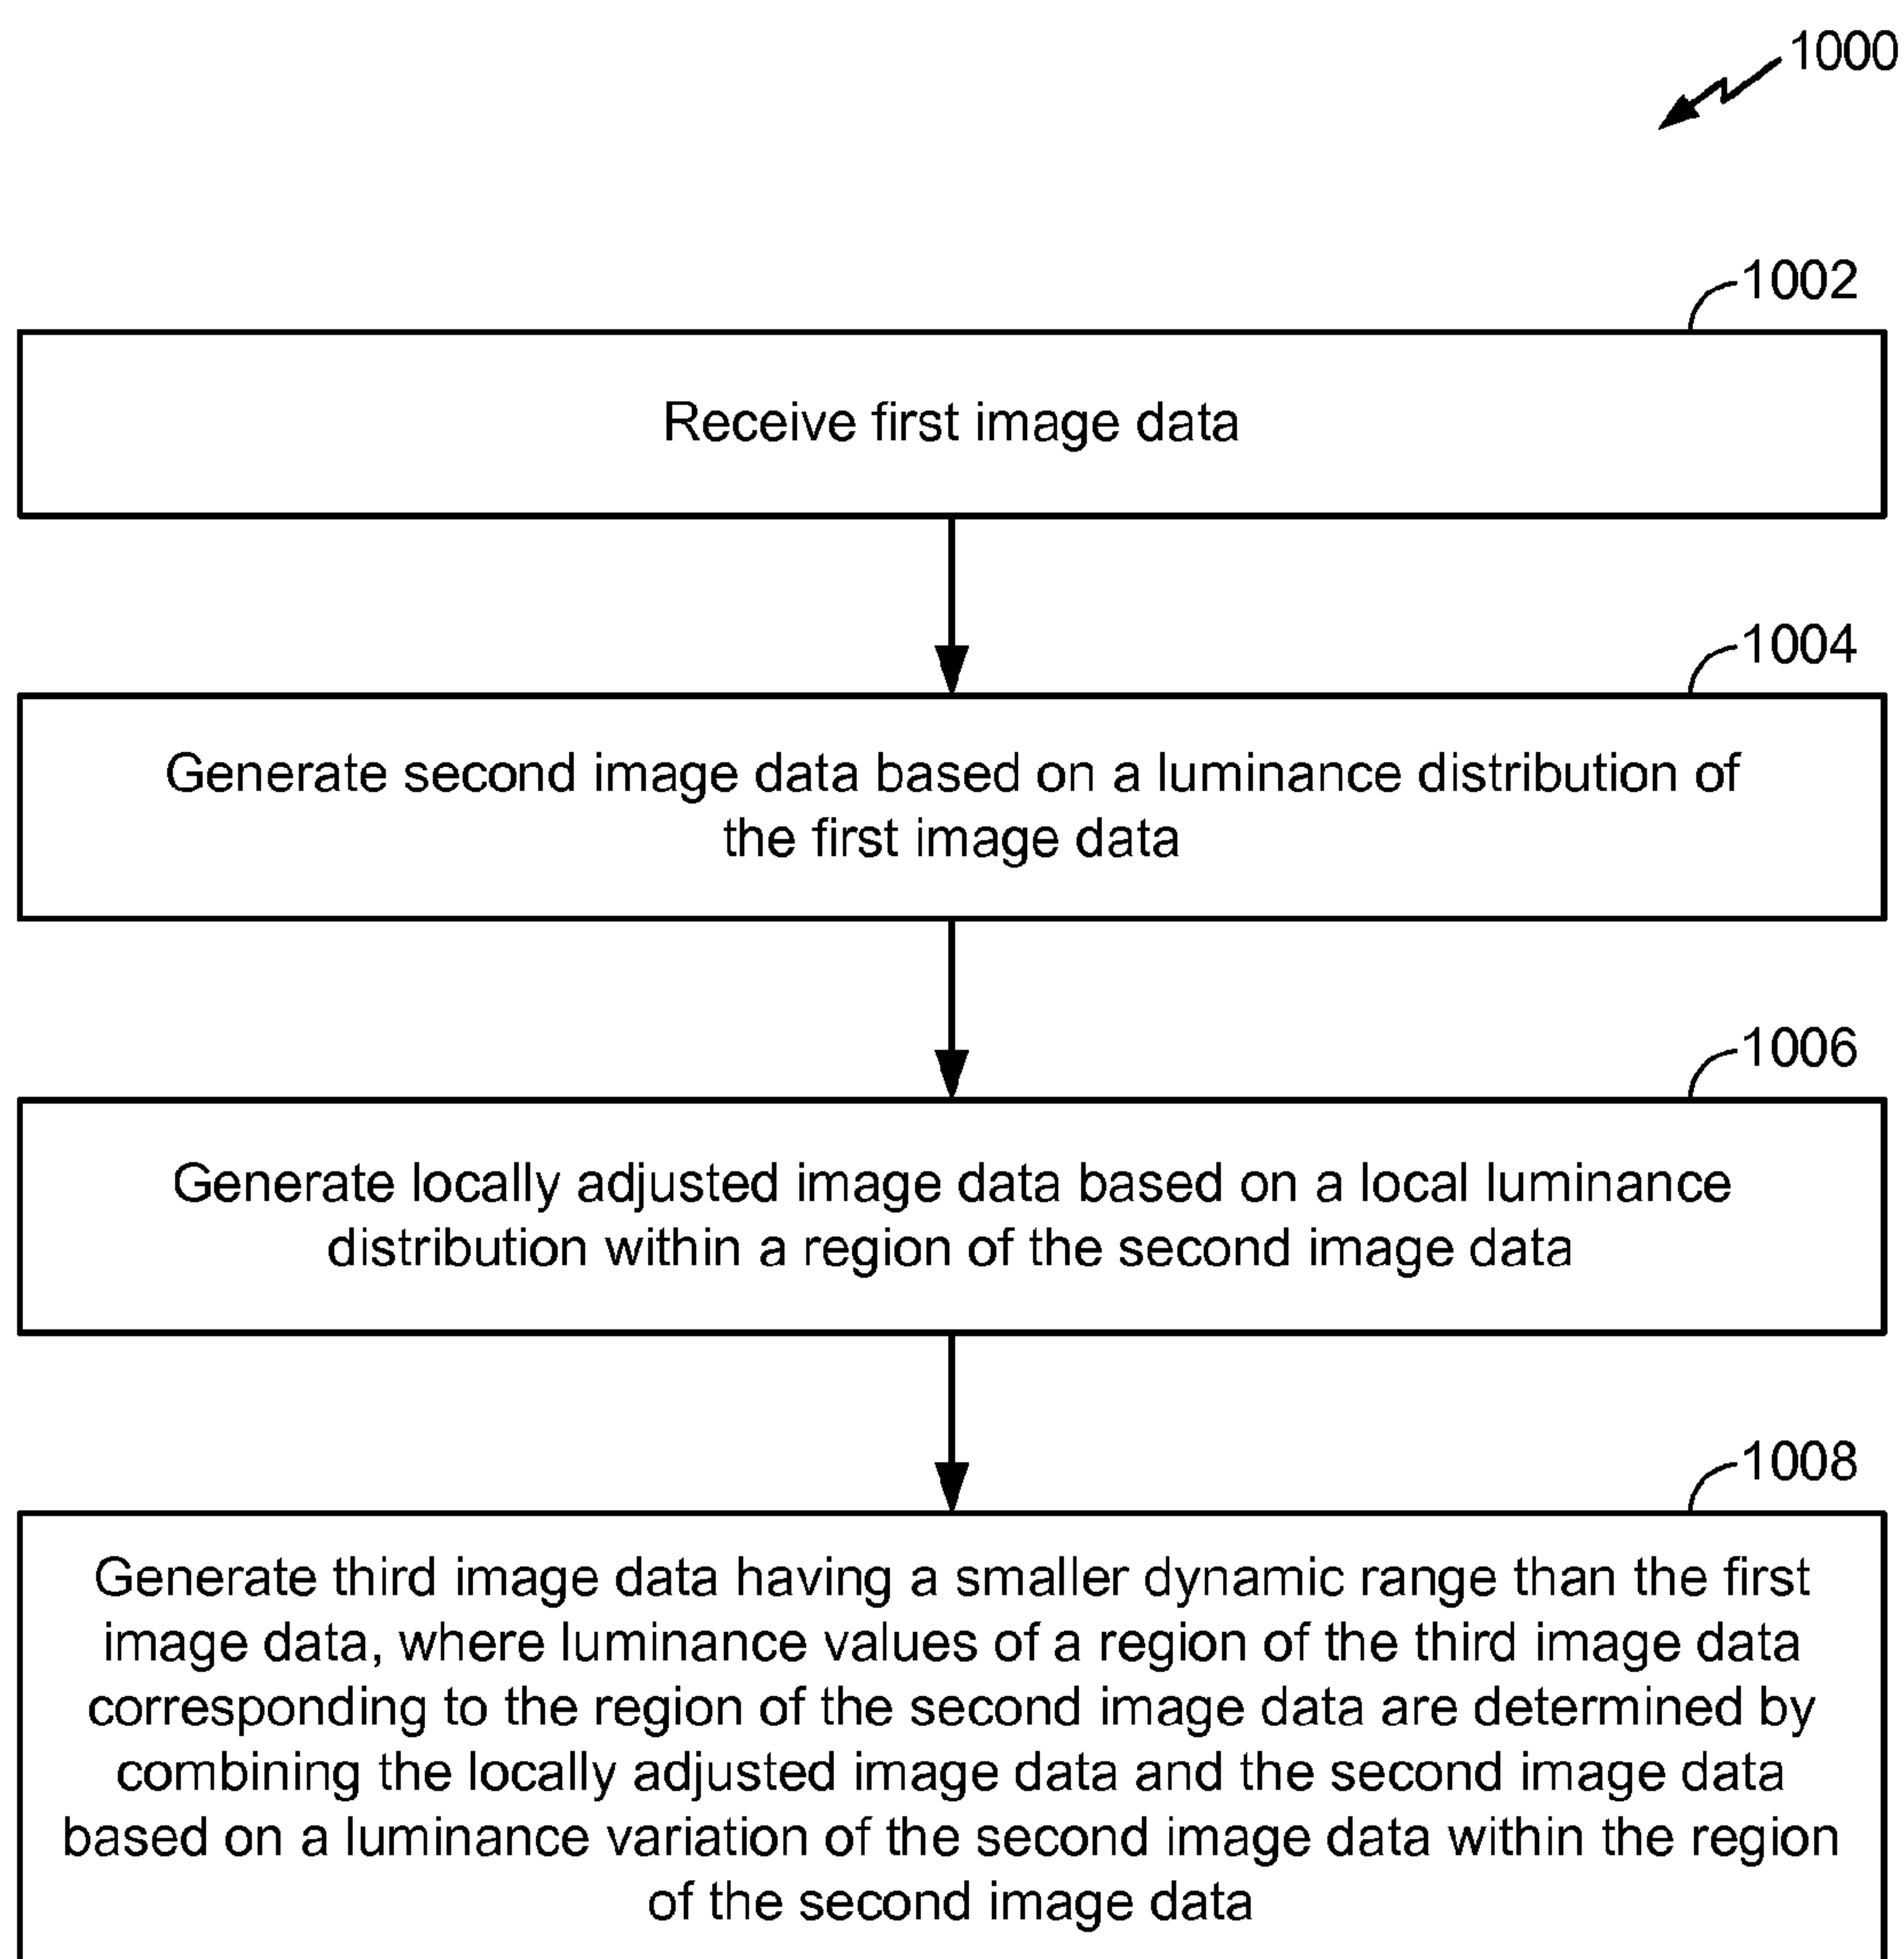 1000
1002
Receive first image data
1004
Generate second image data based on a luminance distribution of
the first image data
1006
Generate locally adjusted image data based on a local luminance
distribution within a region of the second image data
1008
Generate third image data having a smaller dynamic range than the first
image data, where luminance values of a region of the third image data
corresponding to the region of the second image data are determined by
combining the locally adjusted image data and the second image data
based on a luminance variation of the second image data within the region
of the second image data